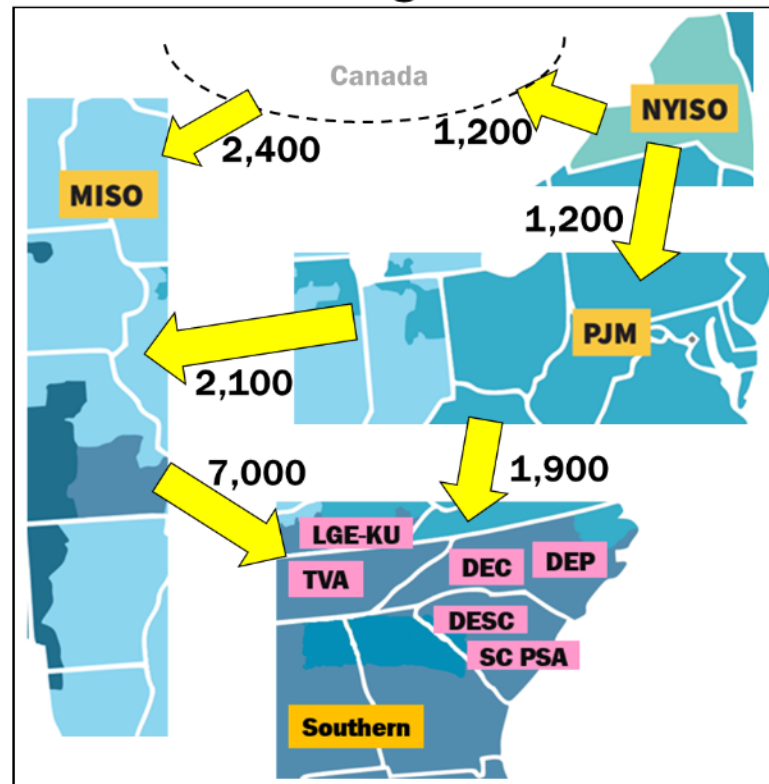 Canada
NYISO
1,200
2,400
MISO
1,200
PJM
2,100
7,000
1,900
LGE-KU
TVA
DEC
DEP
DESC
SC PSA
Southern